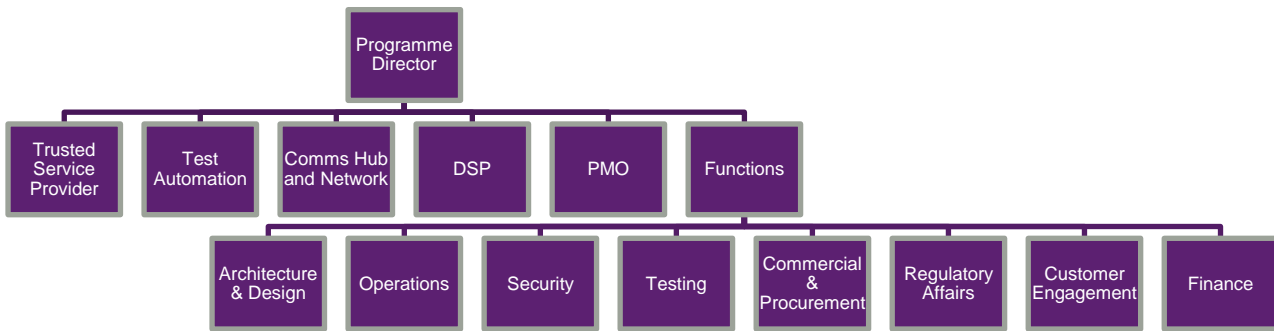 Programme
Director
Trusted
Service
Provider
Test
Automation
Comms Hub
and Network
DSP
PMO
Functions
Architecture
& Design
Operations
Security
Testing
Commercial
&
Procurement
Regulatory
Affairs
Customer
Engagement
Finance